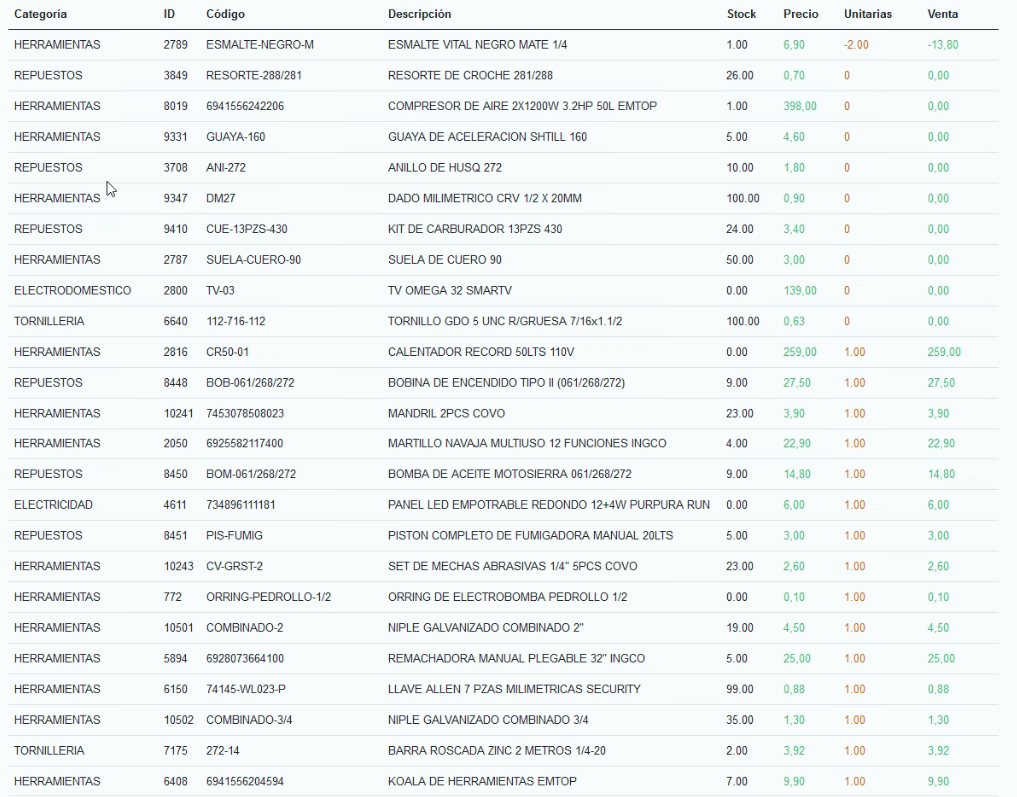 Categoría ID Código Descripción Stock Precio Unitarias Venta
HERRAMIENTAS 2789 ESMALTE-NEGRO-M ESMALTE VITAL NEGRO MATE 1/4 1.00 6,90 -2.00 -13,80
REPUESTOS 3849 RESORTE-288/281 RESORTE DE CROCHE 281/288 26.00 0,70 0 0,00
HERRAMIENTAS 8019 6941556242206 COMPRESOR DE AIRE 2X1200W 3.2HP 50L EMTOP 1.00 398,00 0 0,00
HERRAMIENTAS 9331 GUAYA-160 GUAYA DE ACELERACION SHTILL 160 5.00 4,60 0 0,00
REPUESTOS 3708 ANI-272 ANILLO DE HUSQ 272 10.00 1,80 0 0,00
HERRAMIENTAS 9347 DM27 DADO MILIMETRICO CRV 1/2 X 20MM 100.00 0,90 0 0,00
REPUESTOS 9410 CUE-13PZS-430 KIT DE CARBURADOR 13PZS 430 24.00 3,40 0 0,00
HERRAMIENTAS 2787 SUELA-CUERO-90 SUELA DE CUERO 90 50.00 3,00 0 0,00
ELECTRODOMESTICO 2800 TV-03 TV OMEGA 32 SMARTV 0.00 139,00 0 0,00
TORNILLERIA 6640 112-716-112 TORNILLO GDO 5 UNC R/GRUESA 7/16x1.1/2 100.00 0,63 0 0,00
HERRAMIENTAS 2816 CR50-01 CALENTADOR RECORD 50LTS 110V 0.00 259,00 1.00 259,00
REPUESTOS 8448 BOB-061/268/272 BOBINA DE ENCENDIDO TIPO II (061/268/272) 9.00 27,50 1.00 27,50
HERRAMIENTAS 10241 7453078508023 MANDRIL 2PCS COVO 23.00 3,90 1.00 3,90
HERRAMIENTAS 2050 6925582117400 MARTILLO NAVAJA MULTIUSO 12 FUNCIONES INGCO 4.00 22,90 1.00 22,90
REPUESTOS 8450 BOM-061/268/272 BOMBA DE ACEITE MOTOSIERRA 061/268/272 9.00 14,80 1.00 14,80
ELECTRICIDAD 4611 734896111181 PANEL LED EMPOTRABLE REDONDO 12+4W PURPURA RUN 0.00 6,00 1.00 6,00
REPUESTOS 8451 PIS-FUMIG PISTON COMPLETO DE FUMIGADORA MANUAL 20LTS 5.00 3,00 1.00 3,00
HERRAMIENTAS 10243 CV-GRST-2 SET DE MECHAS ABRASIVAS 1/4" 5PCS COVO 23.00 2,60 1.00 2,60
HERRAMIENTAS 772 ORRING-PEDROLLO-1/2 ORRING DE ELECTROBOMBA PEDROLLO 1/2 0.00 0,10 1.00 0,10
HERRAMIENTAS 10501 COMBINADO-2 NIPLE GALVANIZADO COMBINADO 2" 19.00 4,50 1.00 4,50
HERRAMIENTAS 5894 6928073664100 REMACHADORA MANUAL PLEGABLE 32" INGCO 5.00 25,00 1.00 25,00
HERRAMIENTAS 6150 74145-WL023-P LLAVE ALLEN 7 PZAS MILIMETRICAS SECURITY 99.00 0,88 1.00 0,88
HERRAMIENTAS 10502 COMBINADO-3/4 NIPLE GALVANIZADO COMBINADO 3/4 35.00 1,30 1.00 1,30
TORNILLERIA 7175 272-14 BARRA ROSCADA ZINC 2 METROS 1/4-20 2.00 3,92 1.00 3,92
HERRAMIENTAS 6408 6941556204594 KOALA DE HERRAMIENTAS EMTOP 7.00 9,90 1.00 9,90